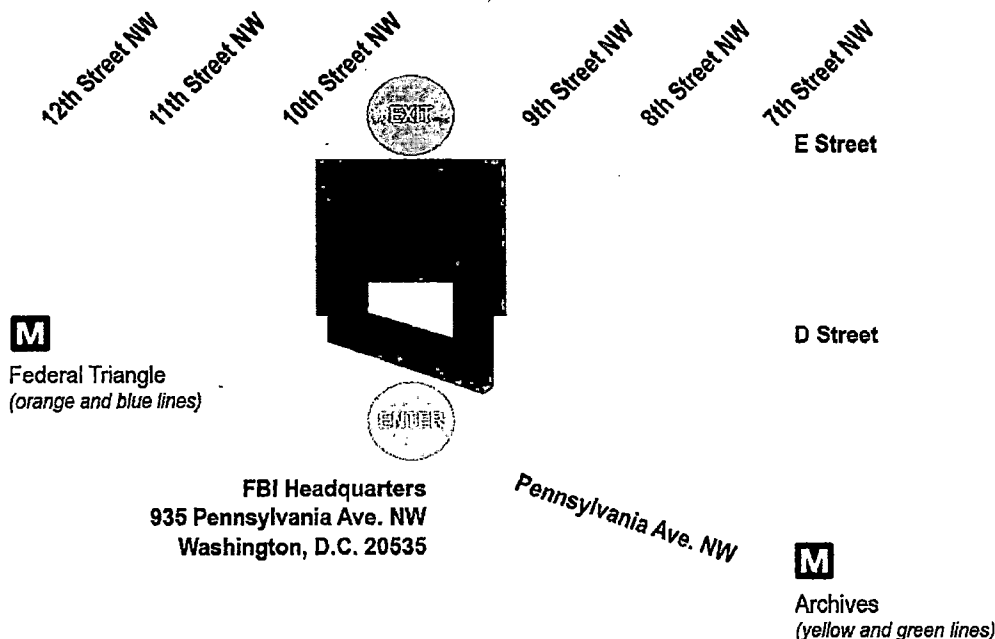 12th Street NW
11th Street NW
10th Street NW
9th Street NW
8th Street NW
7th Street NW
EXIT
E Street
M
Federal Triangle
(orange and blue lines)
D Street
ENTER
FBI Headquarters
935 Pennsylvania Ave. NW
Washington, D.C. 20535
Pennsylvania Ave. NW
M
Archives
(yellow and green lines)